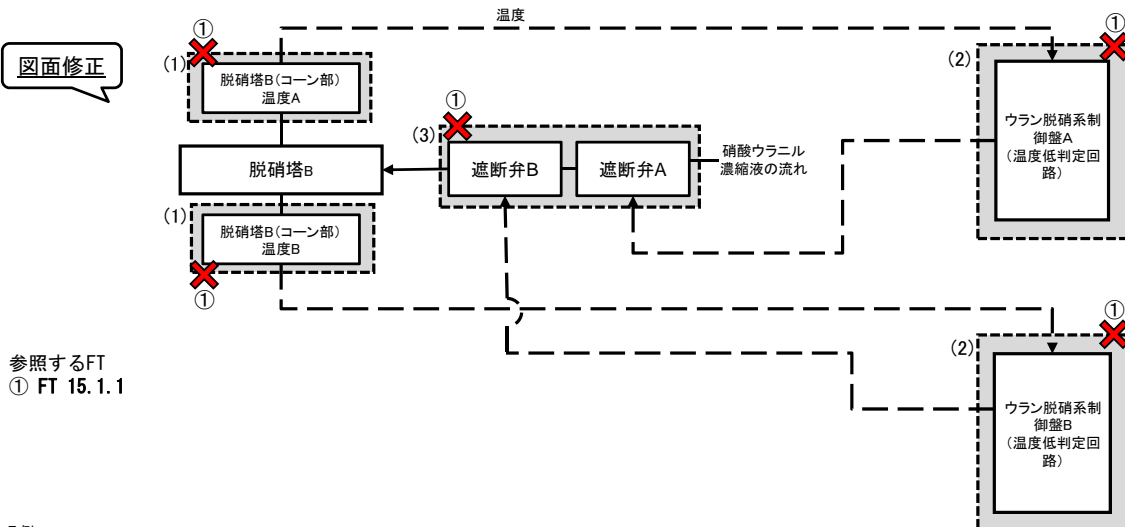 温度
①
①
図面修正
(1)
脱硝塔B(コーン部)
温度A
(2)
①
(3)
ウラン脱硝系制
御盤A
(温度低判定回
路)
脱硝塔B
遮断弁B
遮断弁A
硝酸ウラニル
濃縮液の流れ
(1)
脱硝塔B(コーン部)
温度B
①
①
(2)
参照するFT
① FT 15.1.1
ウラン脱硝系制
御盤B
(温度低判定回
路)